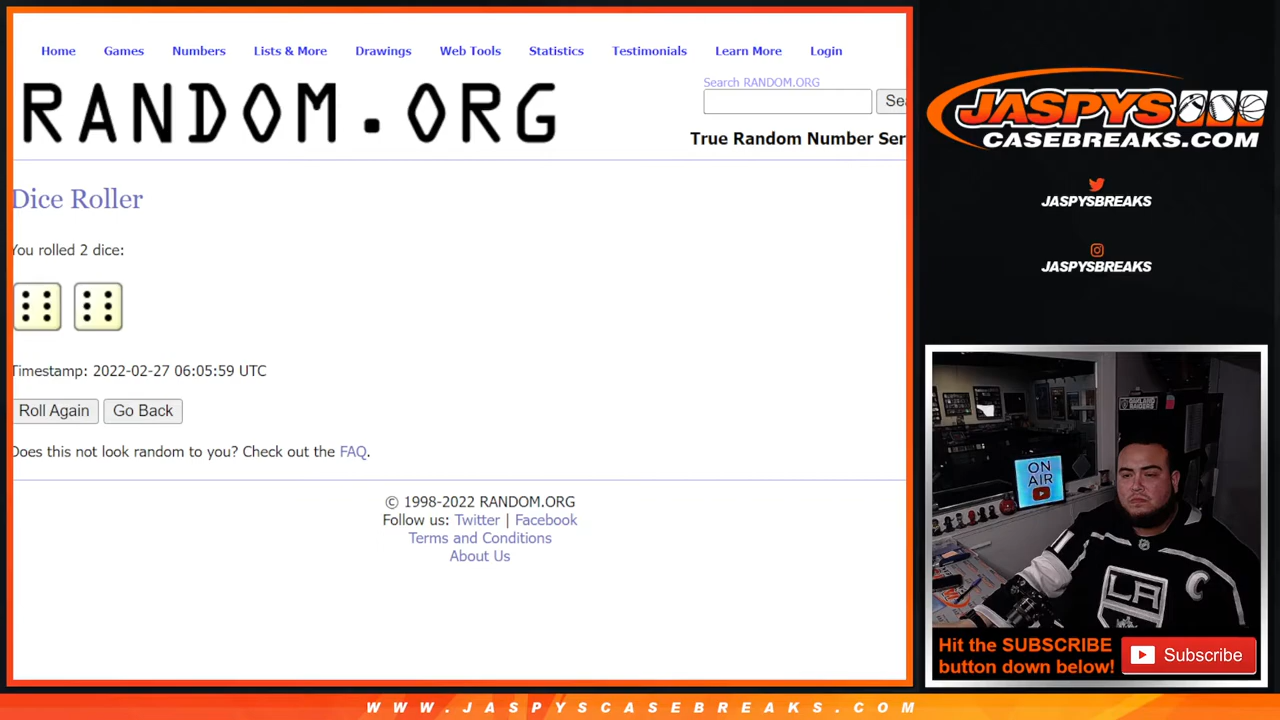 Home Games Numbers Lists & More Drawings Web Tools Statistics Testimonials Learn More Login
RANDOM.ORG
Search RANDOM.ORG
Sea
True Random Number Ser
Dice Roller
You rolled 2 dice:
Timestamp: 2022-02-27 06:05:59 UTC
Roll Again Go Back
Does this not look random to you? Check out the FAQ.
© 1998-2022 RANDOM.ORG
Follow us: Twitter | Facebook
Terms and Conditions
About Us
JASPYS
CASEBREAKS.COM
JASPYSBREAKS
JASPYSBREAKS
OAKLAND
RAIDERS
ON
AIR
LA
C
Hit the SUBSCRIBE
button down below!
Subscribe
WWW.JASPYSCASEBREAKS.COM